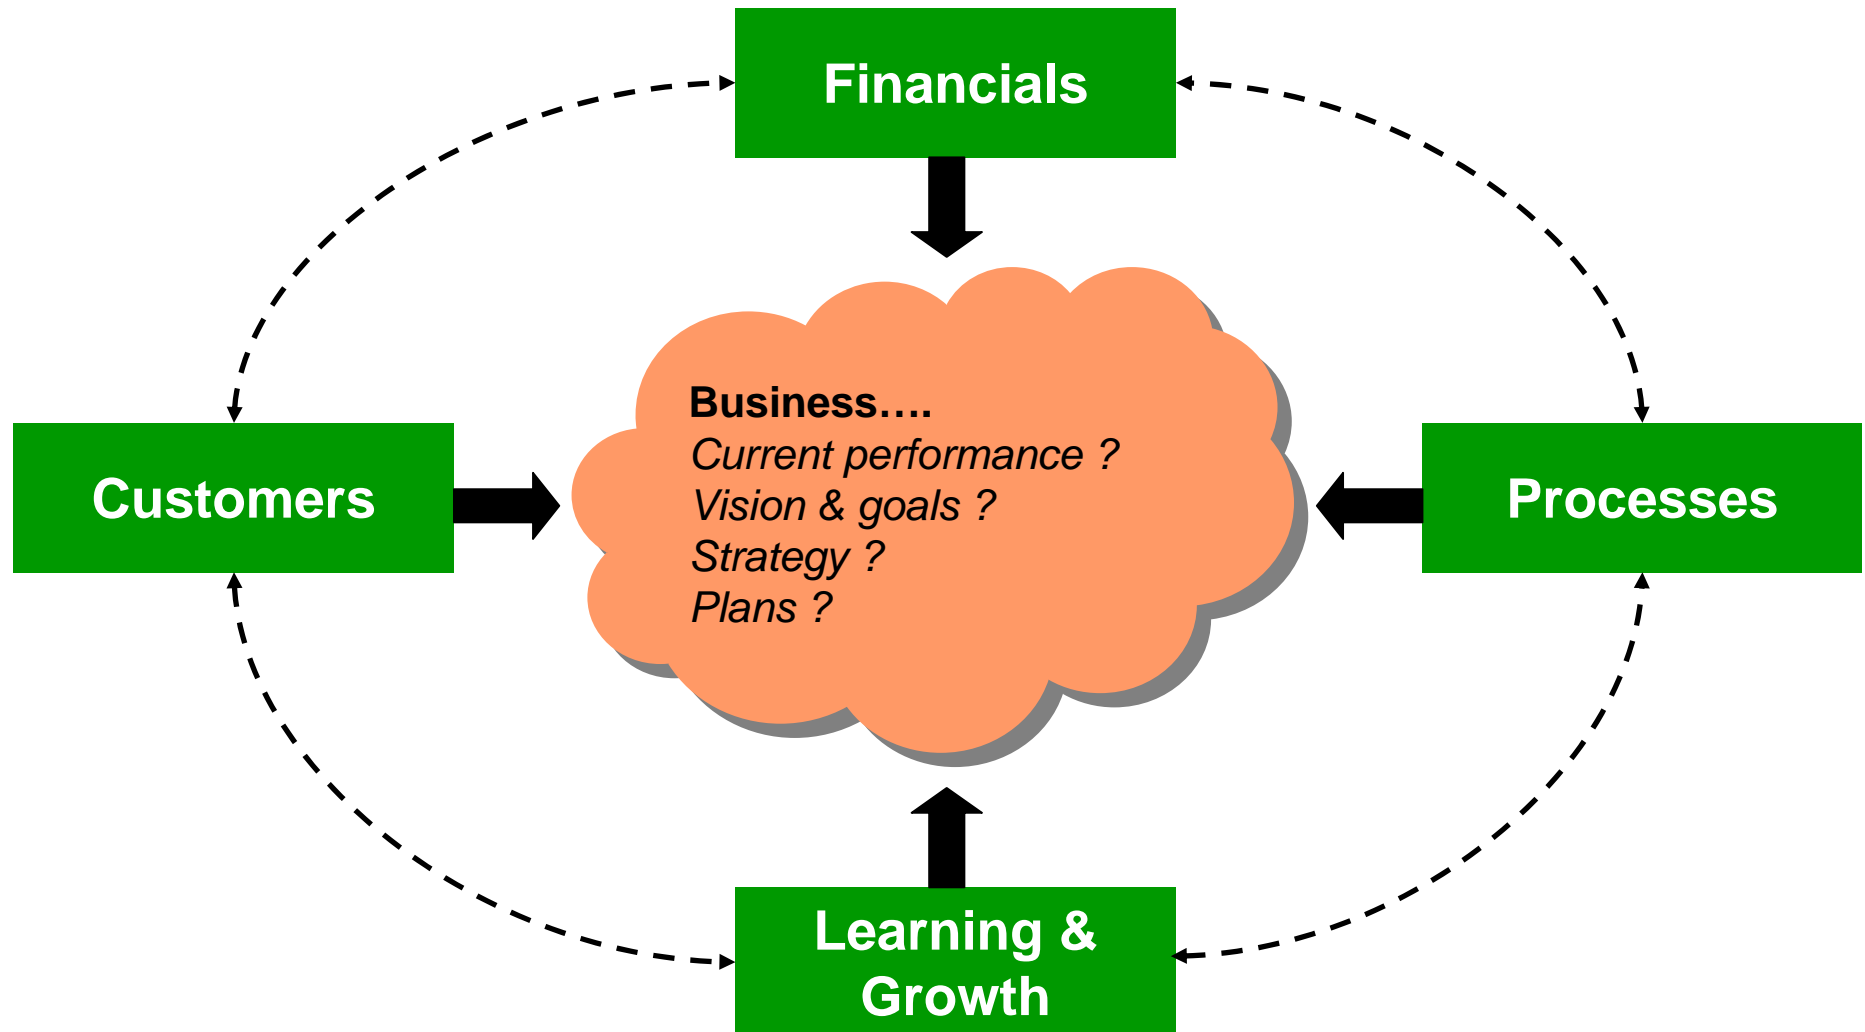 Financials
Business….
Current performance ?
Customers
Vision & goals ?
Processes
Strategy ?
Plans ?
Learning &
Growth